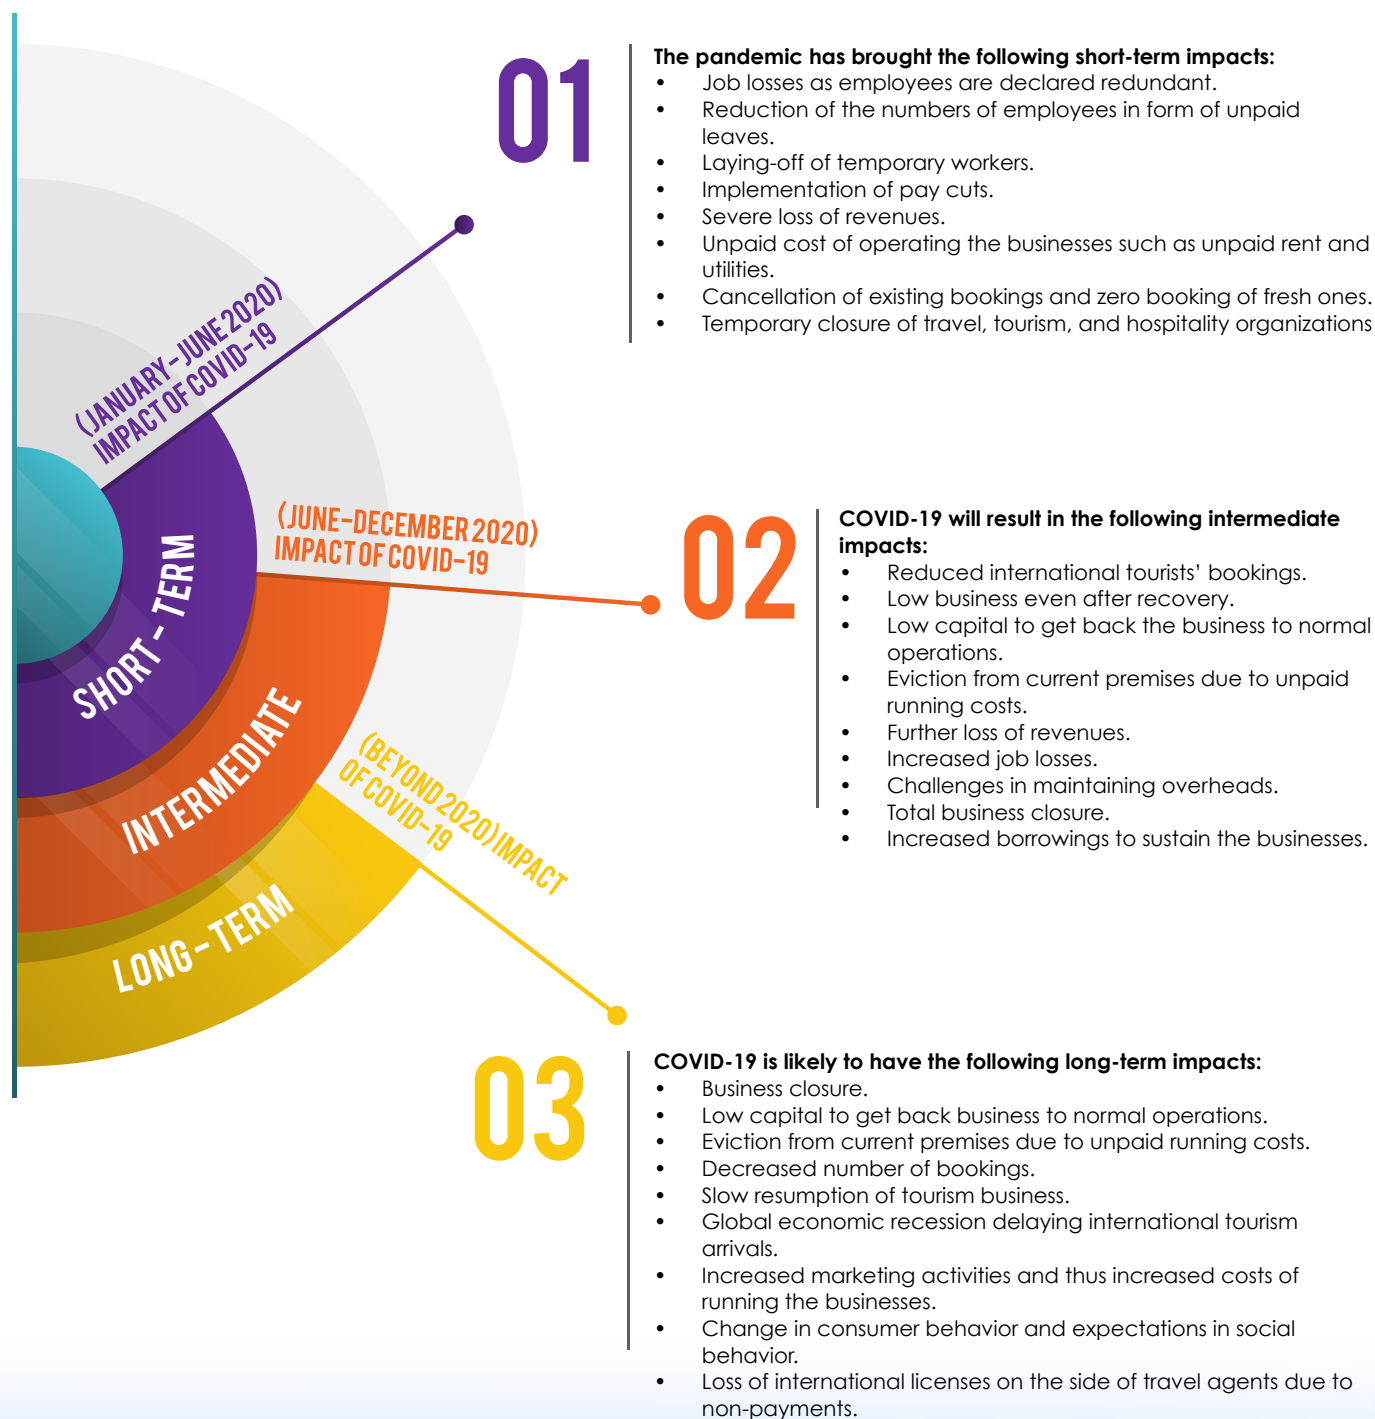 01
The pandemic has brought the following short-term impacts:
• Job losses as employees are declared redundant.
• Reduction of the numbers of employees in form of unpaid
leaves.
• Laying-off of temporary workers.
• Implementation of pay cuts.
• Severe loss of revenues.
• Unpaid cost of operating the businesses such as unpaid rent and
utilities.
• Cancellation of existing bookings and zero booking of fresh ones.
• Temporary closure of travel, tourism, and hospitality organizations
(JANUARY-JUNE 2020)
IMPACT OF COVID-19
SHORT- TERM
(JUNE-DECEMBER 2020)
IMPACT OF COVID-19
INTERMEDIATE
02
COVID-19 will result in the following intermediate
impacts:
• Reduced international tourists’ bookings.
• Low business even after recovery.
• Low capital to get back the business to normal
operations.
• Eviction from current premises due to unpaid
running costs.
• Further loss of revenues.
• Increased job losses.
• Challenges in maintaining overheads.
• Total business closure.
• Increased borrowings to sustain the businesses.
(BEYOND 2020) IMPACT
OF COVID-19
LONG-TERM
03
COVID-19 is likely to have the following long-term impacts:
• Business closure.
• Low capital to get back business to normal operations.
• Eviction from current premises due to unpaid running costs.
• Decreased number of bookings.
• Slow resumption of tourism business.
• Global economic recession delaying international tourism
arrivals.
• Increased marketing activities and thus increased costs of
running the businesses.
• Change in consumer behavior and expectations in social
behavior.
• Loss of international licenses on the side of travel agents due to
non-payments.